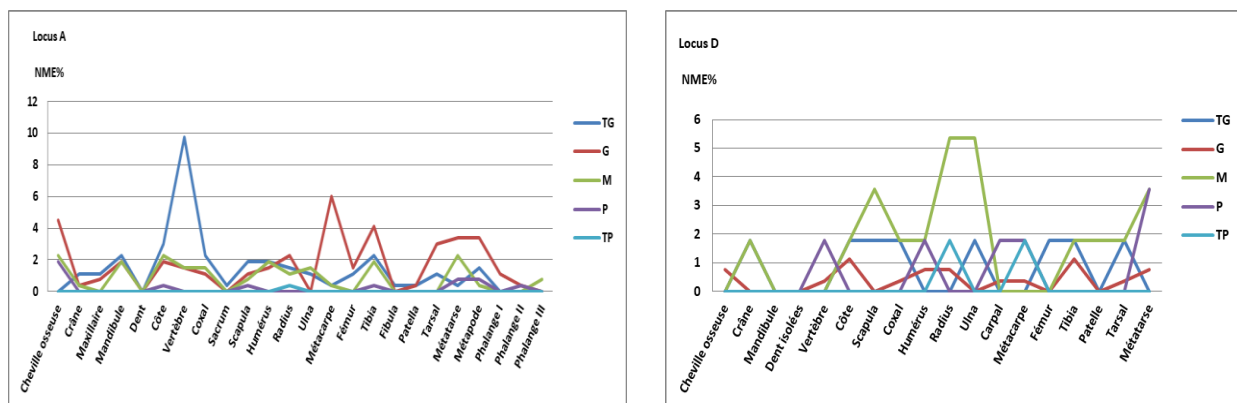 Locus A
NME%
12
10
8
6
4
2
0
Cheville osseuse
Crâne
Maxillaire
Mandibule
Dent
Côte
Vertèbre
Coxal
Sacrum
Scapula
Humérus
Radius
Ulna
Métacarpe
Fémur
Tibia
Fibula
Patella
Tarsal
Métatarse
Métapode
Phalange I
Phalange II
Phalange III
TG
G
M
P
TP
Locus D
NME%
6
5
4
3
2
1
0
Cheville osseuse
Crâne
Mandibule
Dent isolées
Vertèbre
Côte
Scapula
Coxal
Humérus
Radius
Ulna
Carpal
Métacarpe
Fémur
Tibia
Patelle
Tarsal
Métatarse
TG
G
M
P
TP